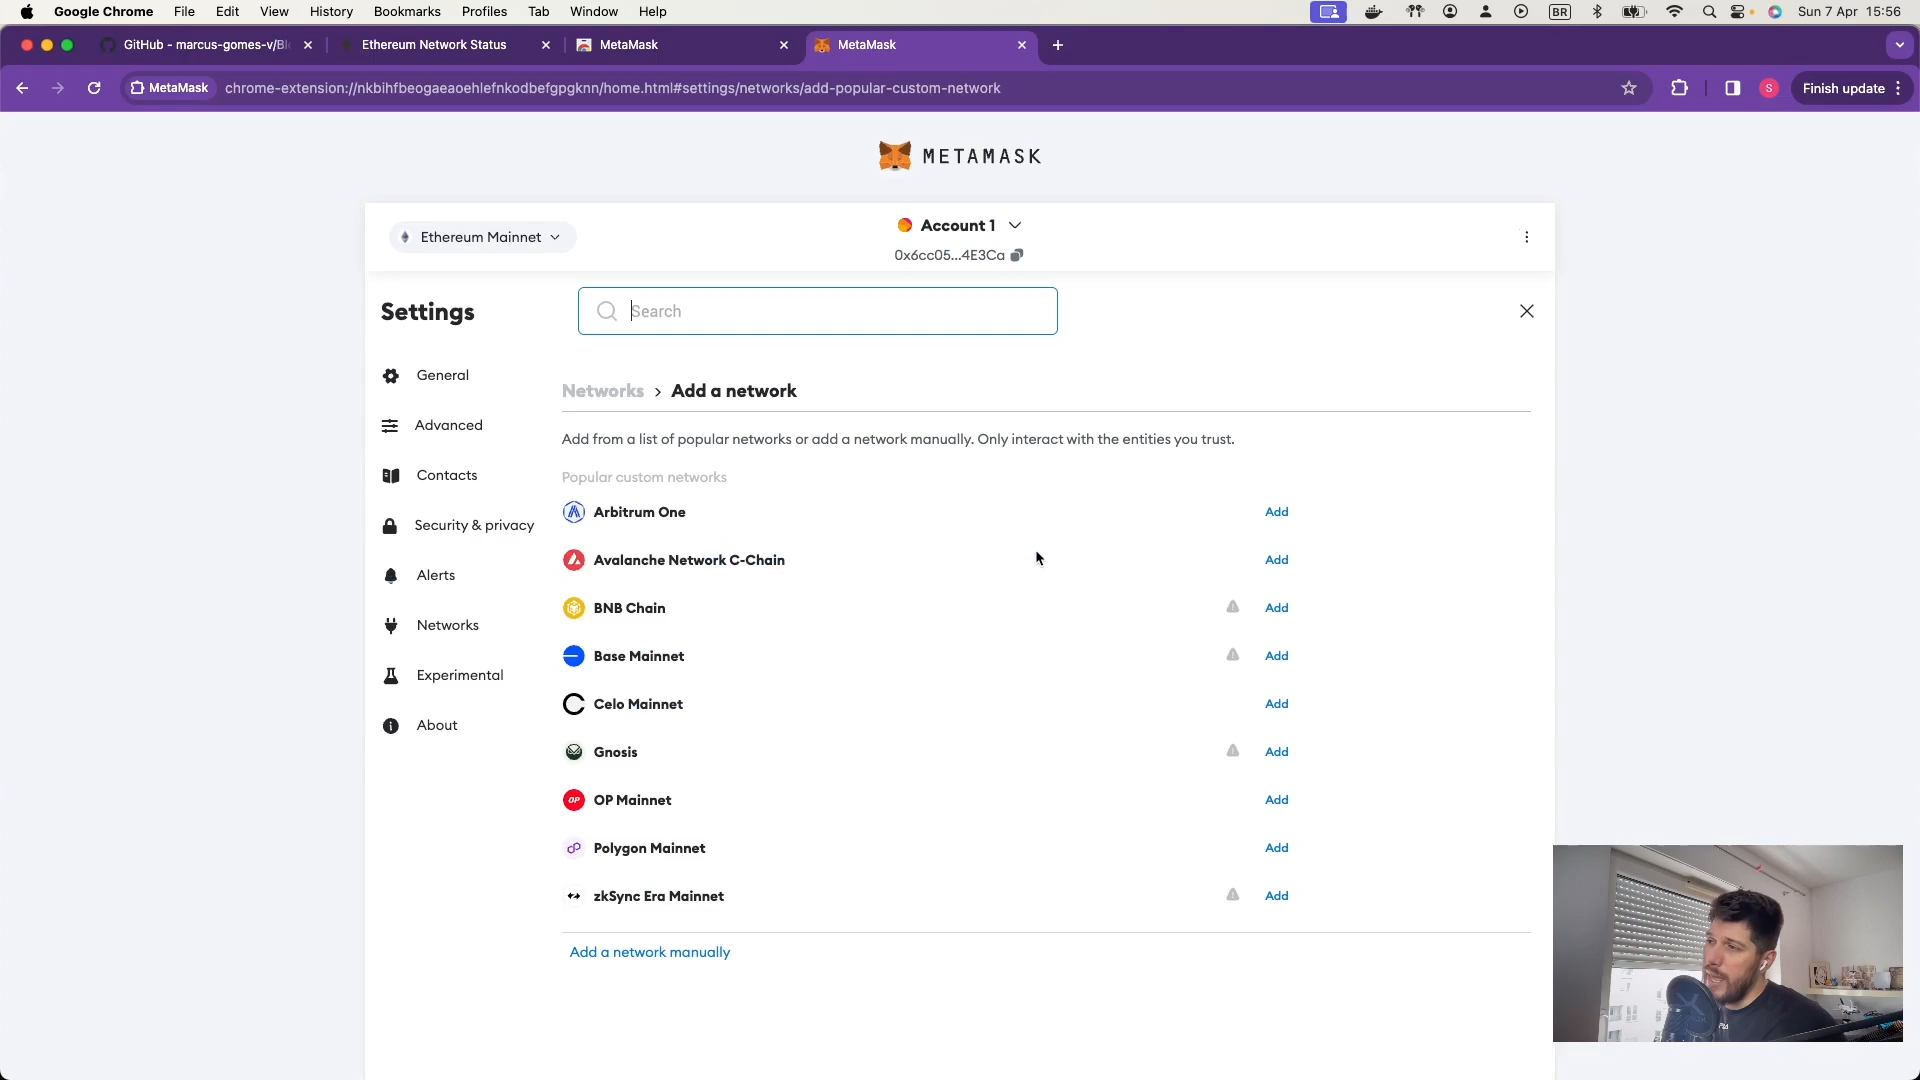 Google Chrome File Edit View History Bookmarks Profiles Tab Window Help BR Sun 7 Apr 15:56
GitHub - marcus-gomes-v/Bl Ethereum Network Status MetaMask MetaMask
MetaMask chrome-extension://nkbihfbeogaeaoehlefnkodbefgpgknn/home.html#settings/networks/add-popular-custom-network S Finish update
METAMASK
Ethereum Mainnet
Account 1
0x6cc05...4E3Ca
Settings
Search
General
Advanced
Contacts
Security & privacy
Alerts
Networks
Experimental
About
Networks > Add a network
Add from a list of popular networks or add a network manually. Only interact with the entities you trust.
Popular custom networks
Arbitrum One Add
Avalanche Network C-Chain Add
BNB Chain Add
Base Mainnet Add
Celo Mainnet Add
Gnosis Add
OP OP Mainnet Add
Polygon Mainnet Add
zkSync Era Mainnet Add
Add a network manually